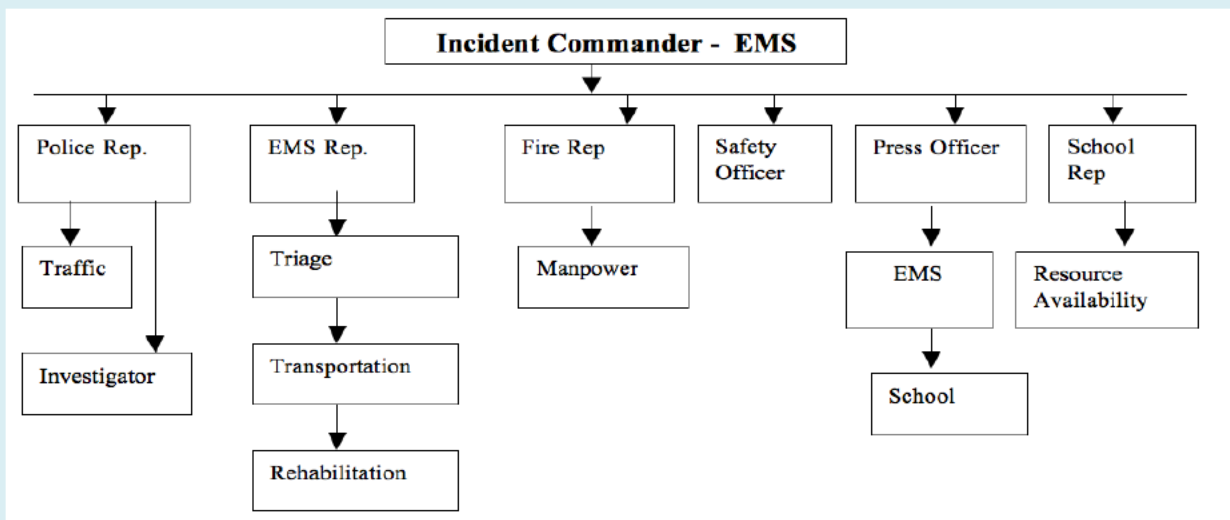 Incident Commander - EMS
Police Rep.
EMS Rep.
Fire Rep
Safety
Officer
Press Officer
School
Rep
Traffic
Triage
Manpower
EMS
Resource
Availability
Investigator
Transportation
School
Rehabilitation